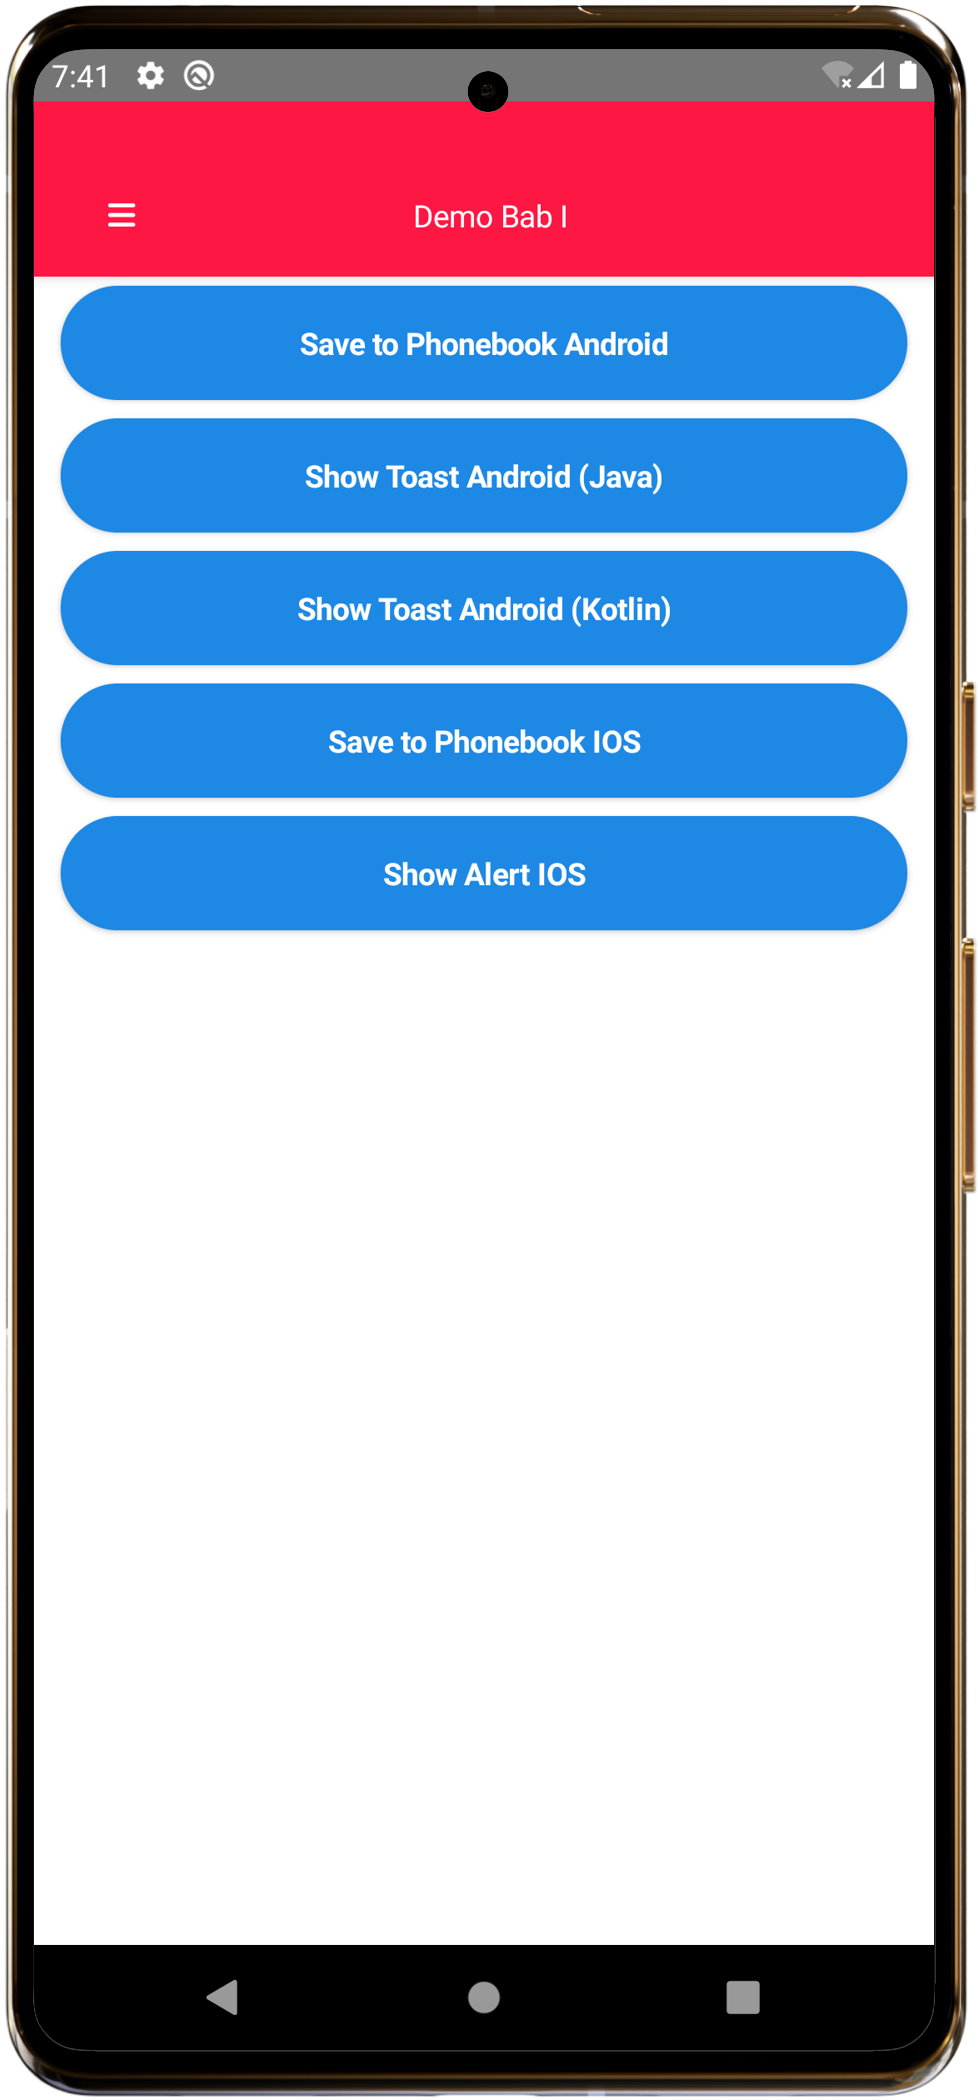 7:41
Demo Bab I
Save to Phonebook Android
Show Toast Android (Java)
Show Toast Android (Kotlin)
Save to Phonebook IOS
Show Alert IOS